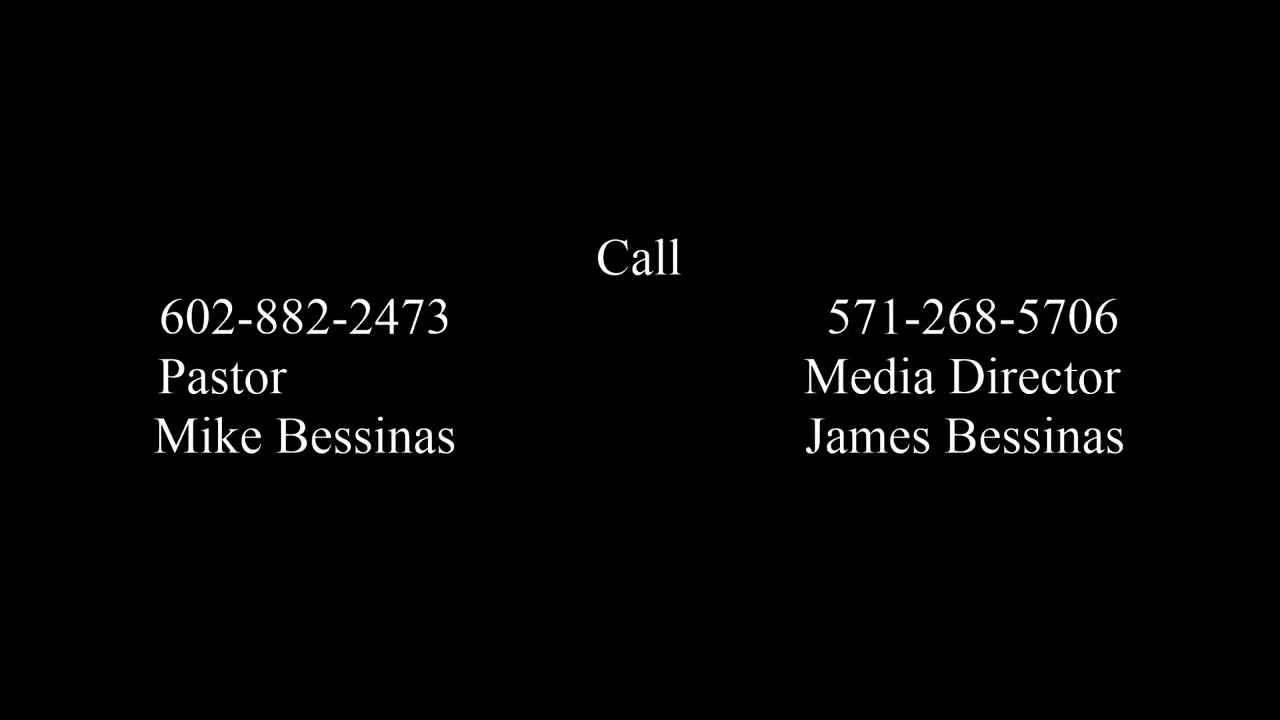 Call
602-882-2473 571-268-5706
Pastor Media Director
Mike Bessinas James Bessinas